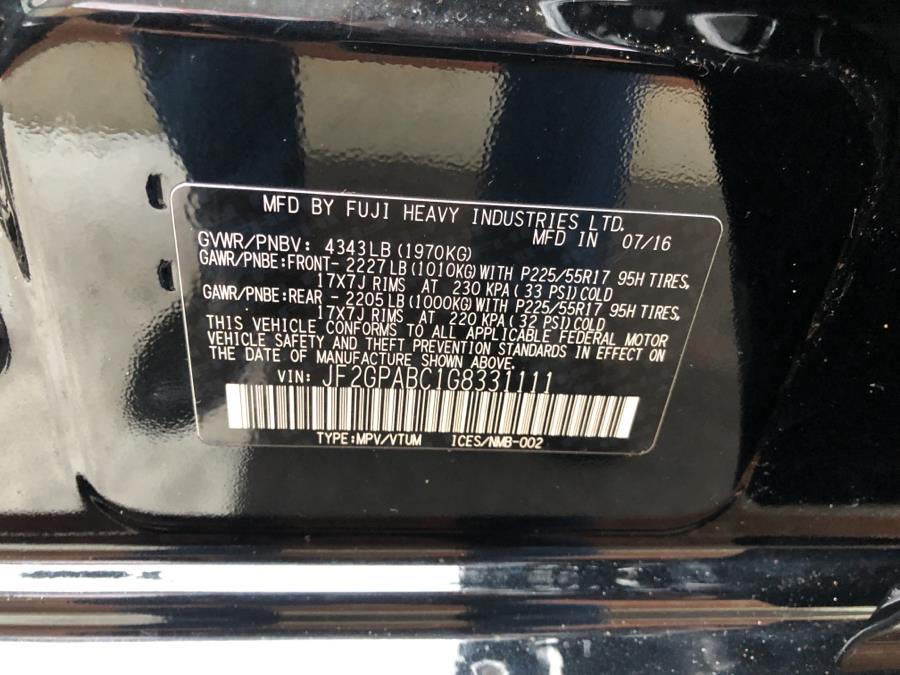 MFD BY FUJI HEAVY INDUSTRIES LTD.
MFD IN 07/16
GVWR/PNBV: 4343LB (1970KG)
GAWR/PNBE:FRONT- 2227LB(1010KG)WITH P225/55R17 95H TIRES,
17X7J RIMS AT 230 KPA(33 PSI)COLD
GAWR/PNBE:REAR - 2205LB(1000KG)WITH P225/55R17 95H TIRES,
17X7J RIMS AT 220 KPA(32 PSI)COLD
THIS VEHICLE CONFORMS TO ALL APPLICABLE FEDERAL MOTOR
VEHICLE SAFETY AND THEFT PREVENTION STANDARDS IN EFFECT ON
THE DATE OF MANUFACTURE SHOWN ABOVE.
VIN: JF2GPABC1G8331111
TYPE:MPV/VTUM ICES/NMB-002